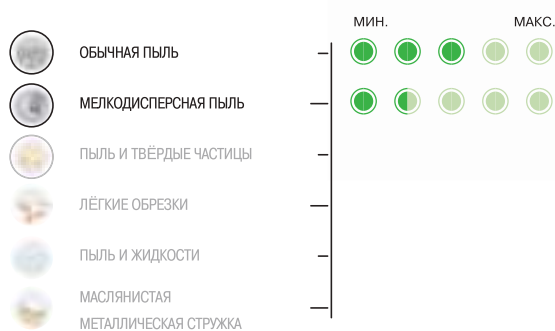 МИН. МАКС.
ОБЫЧНАЯ ПЫЛЬ
МЕЛКОДИСПЕРСНАЯ ПЫЛЬ
ПЫЛЬ И ТВЁРДЫЕ ЧАСТИЦЫ
ЛЁГКИЕ ОБРЕЗКИ
ПЫЛЬ И ЖИДКОСТИ
МАСЛЯНИСТАЯ
МЕТАЛЛИЧЕСКАЯ СТРУЖКА